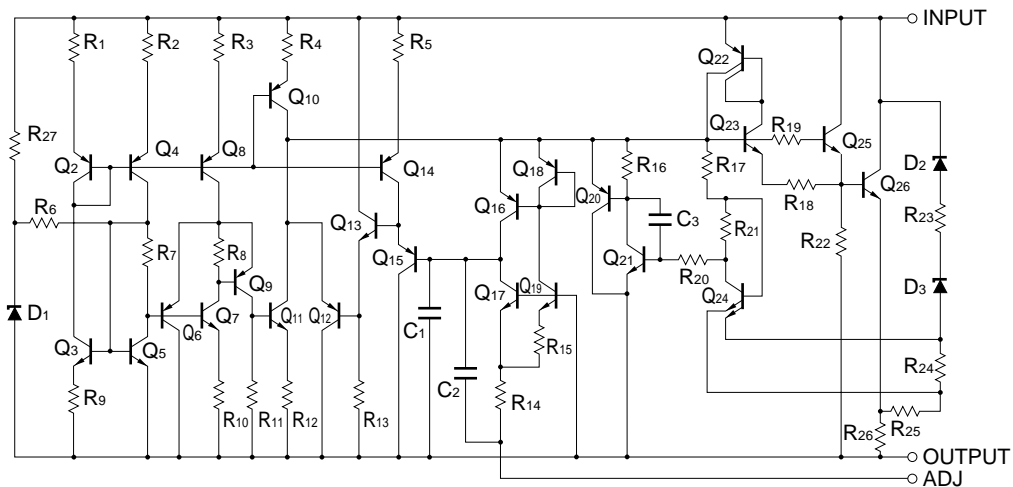 INPUT
R1
R2
R3
R4
R5
Q22
Q10
R27
Q23
R19
Q25
Q2
Q4
Q8
Q14
Q18
R16
R17
D2
Q26
Q20
R18
R6
Q13
Q16
C3
R21
R23
R7
R8
Q15
Q21
R22
Q9
R20
Q17
Q19
Q24
D3
D1
Q6
Q7
Q11
Q12
C1
Q3
Q5
R15
C2
R24
R9
R14
R10
R11
R12
R13
R26
R25
OUTPUT
ADJ